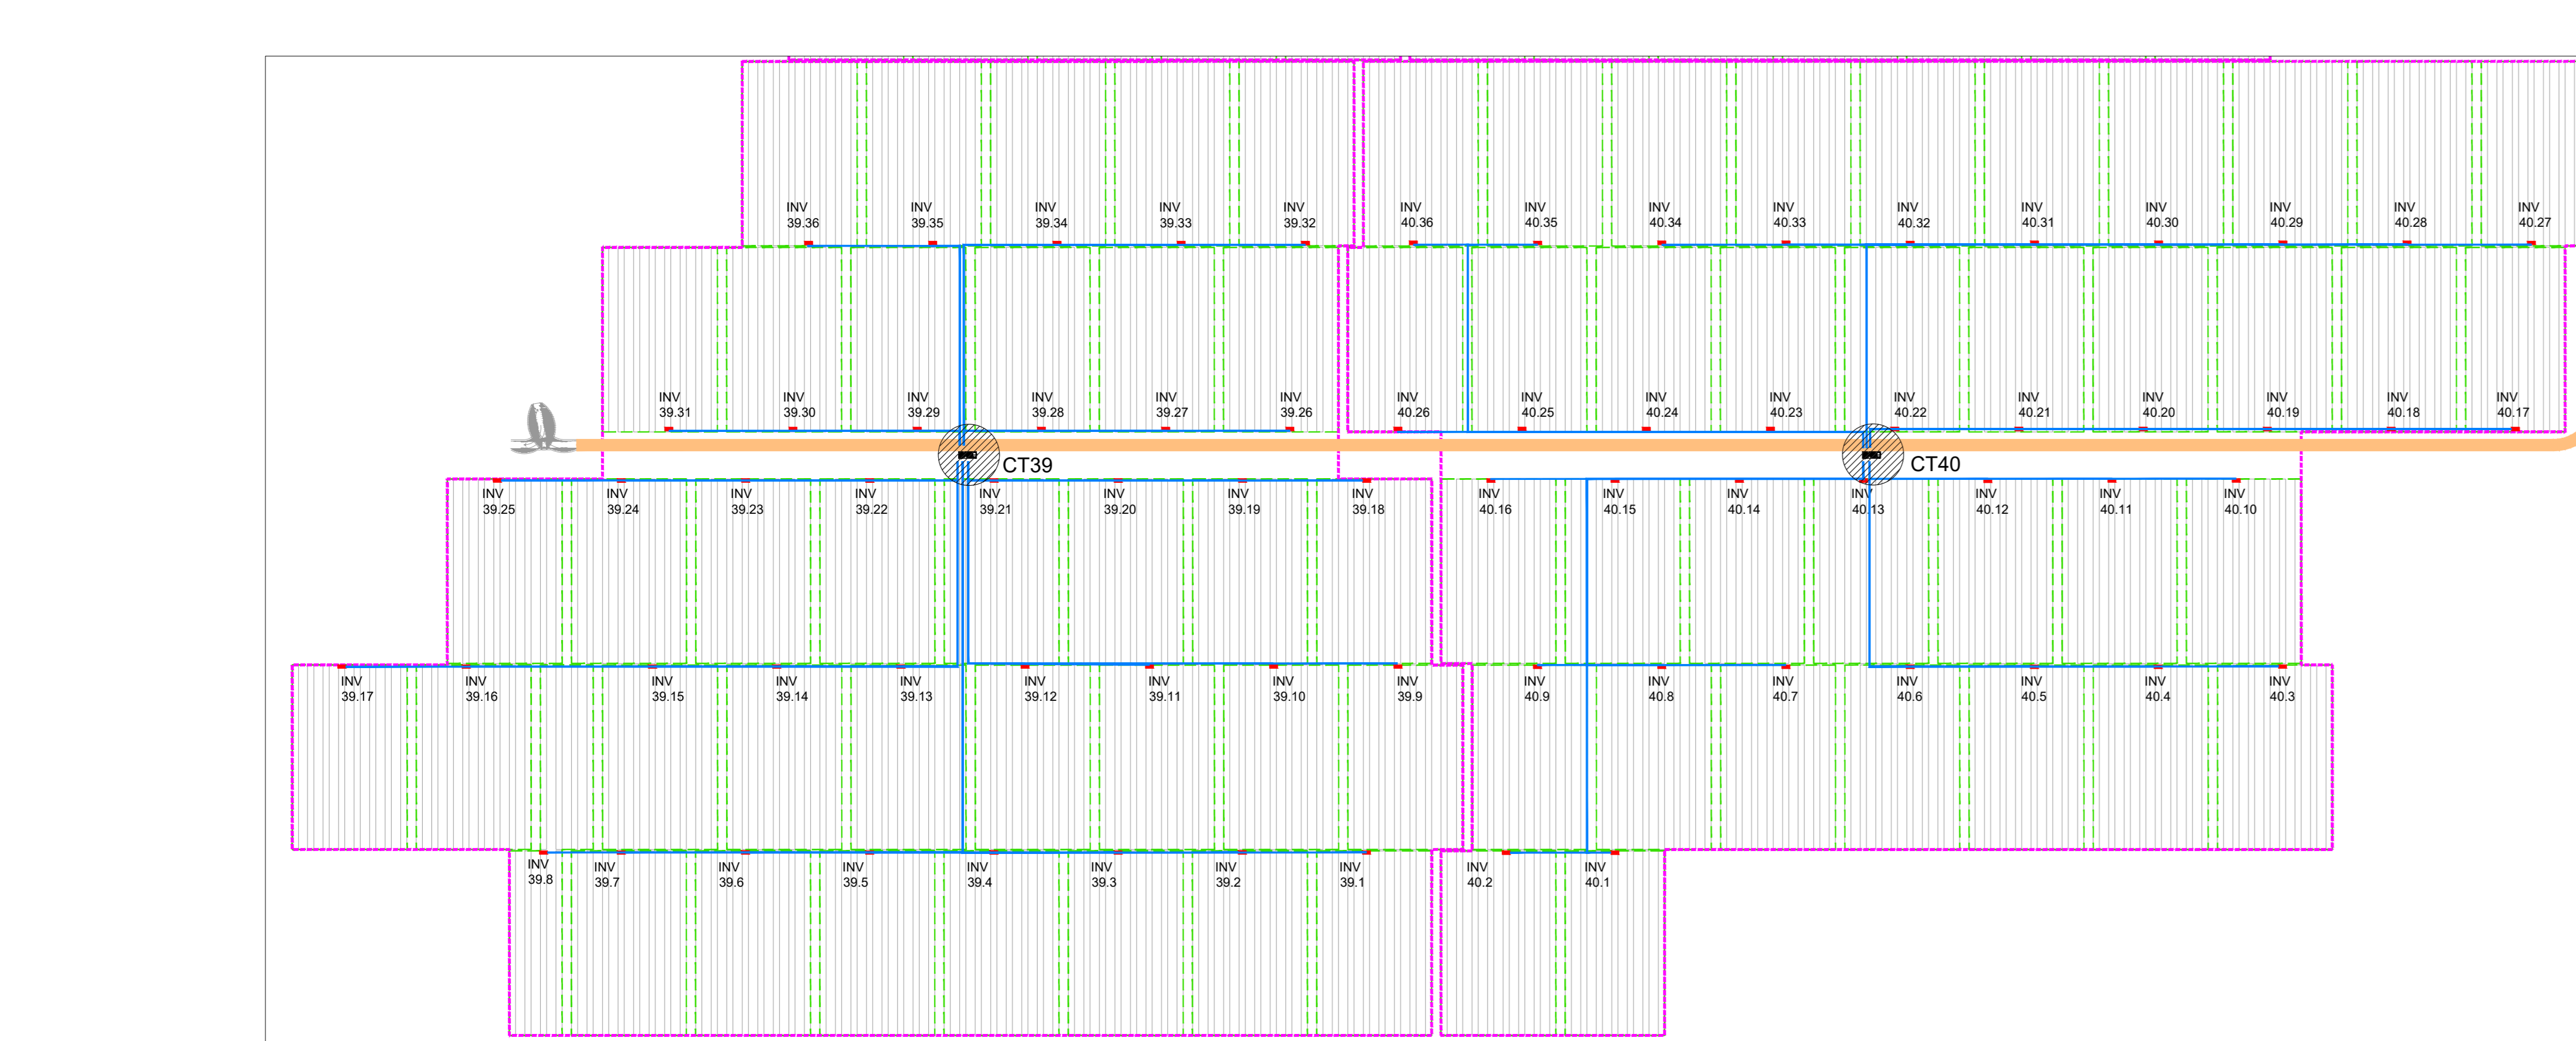 INV INV INV INV INV INV INV INV INV INV INV INV INV INV INV
39.36 39.35 39.34 39.33 39.32 40.36 40.35 40.34 40.33 40.32 40.31 40.30 40.29 40.28 40.27
INV INV INV INV INV INV INV INV INV INV INV INV INV INV INV INV
39.31 39.30 39.29 39.28 39.27 39.26 40.26 40.25 40.24 40.23 40.22 40.21 40.20 40.19 40.18 40.17
CT39 CT40
INV INV INV INV INV INV INV INV INV INV INV INV INV INV INV
39.25 39.24 39.23 39.22 39.21 39.20 39.19 39.18 40.16 40.15 40.14 40.13 40.12 40.11 40.10
INV INV INV INV INV INV INV INV INV INV INV INV INV INV INV INV
39.17 39.16 39.15 39.14 39.13 39.12 39.11 39.10 39.9 40.9 40.8 40.7 40.6 40.5 40.4 40.3
INV INV INV INV INV INV INV INV INV INV
39.8 39.7 39.6 39.5 39.4 39.3 39.2 39.1 40.2 40.1